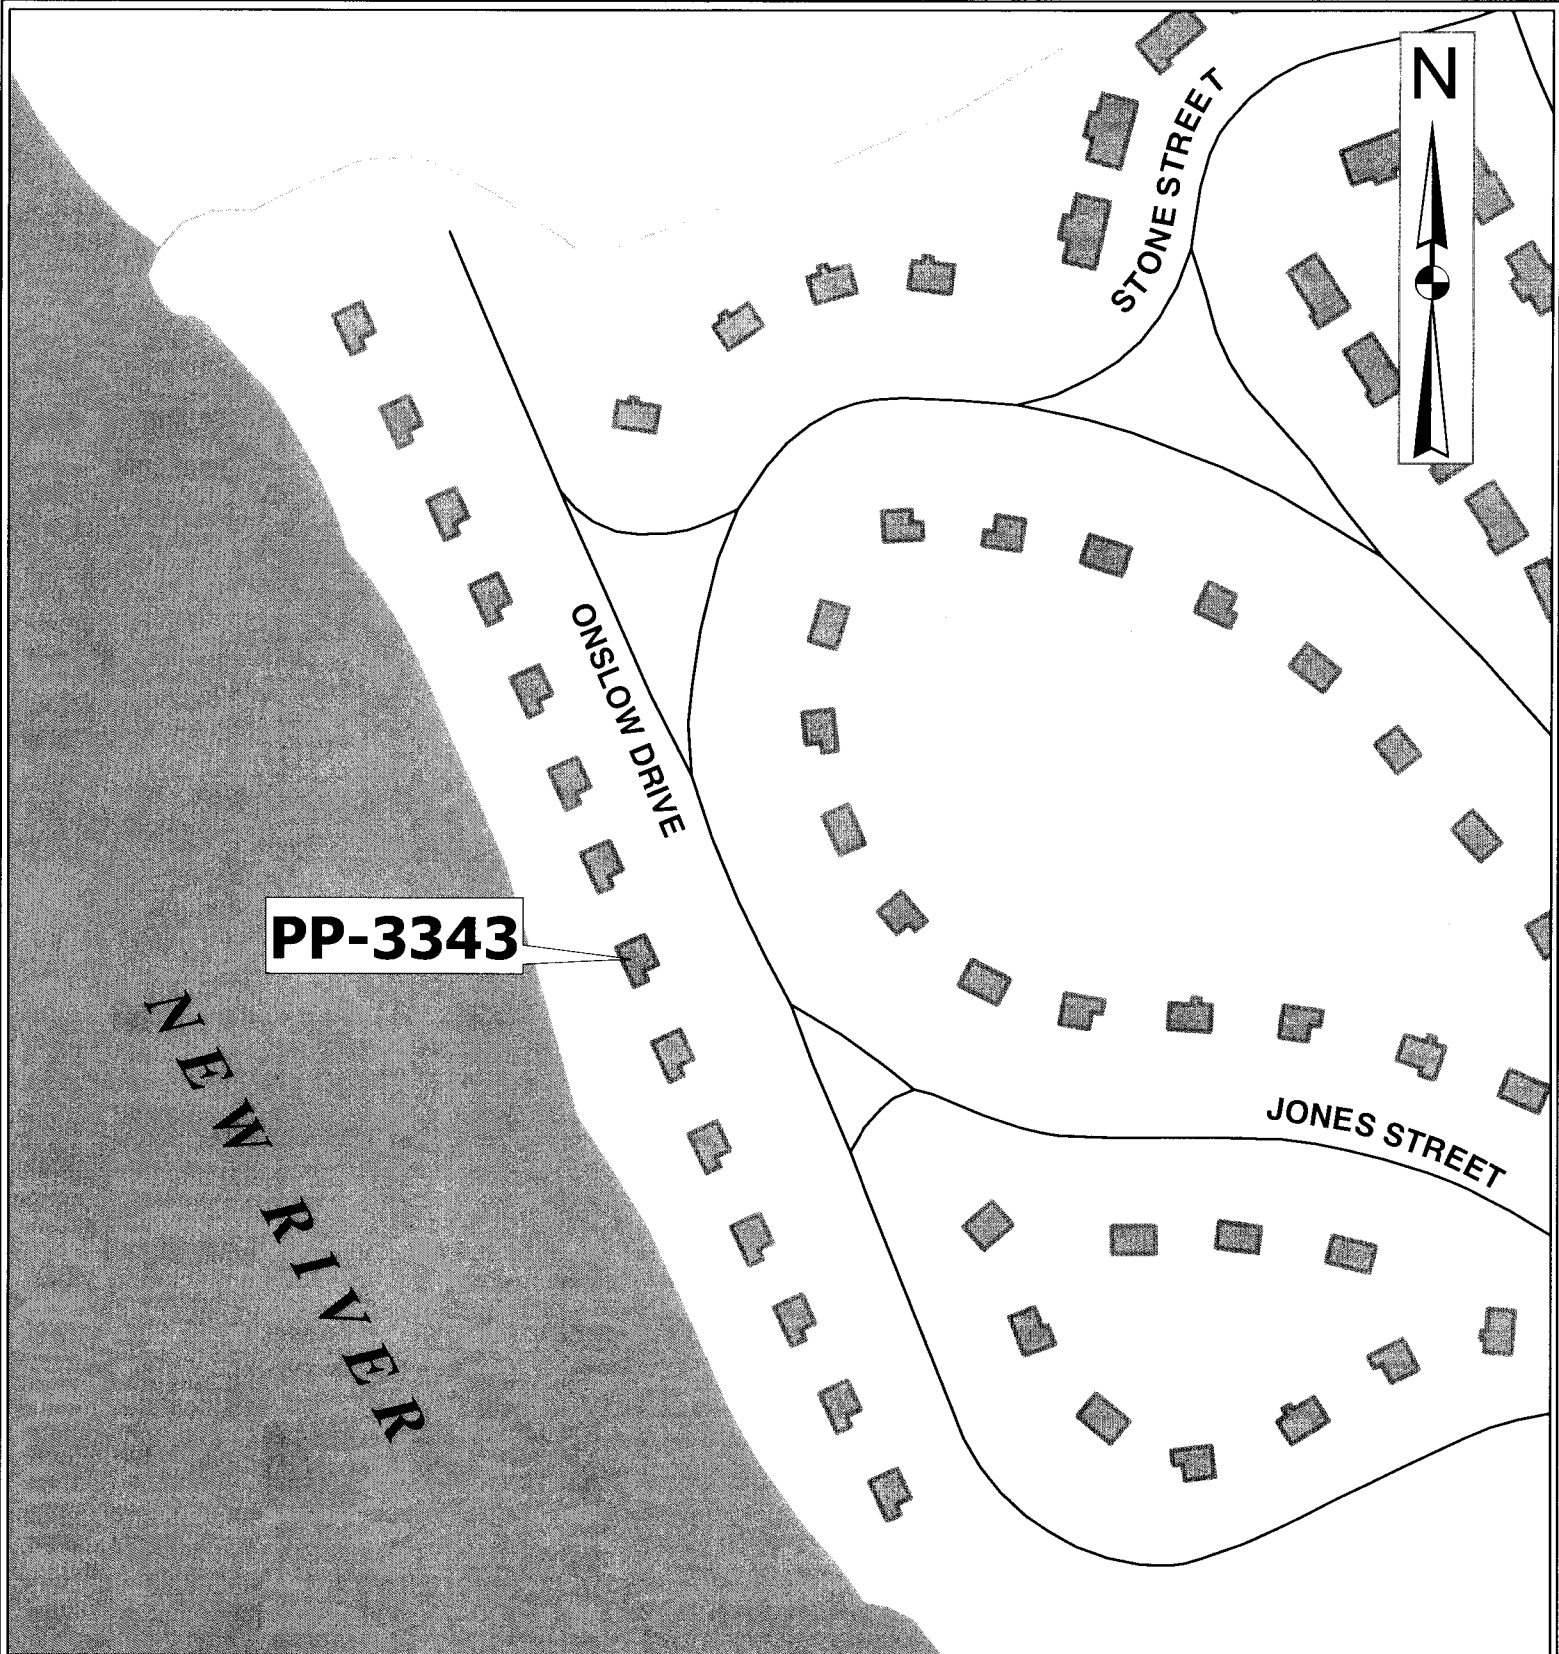 N
STONE STREET
ONSLOW DRIVE
PP-3343
NEW RIVER
JONES STREET